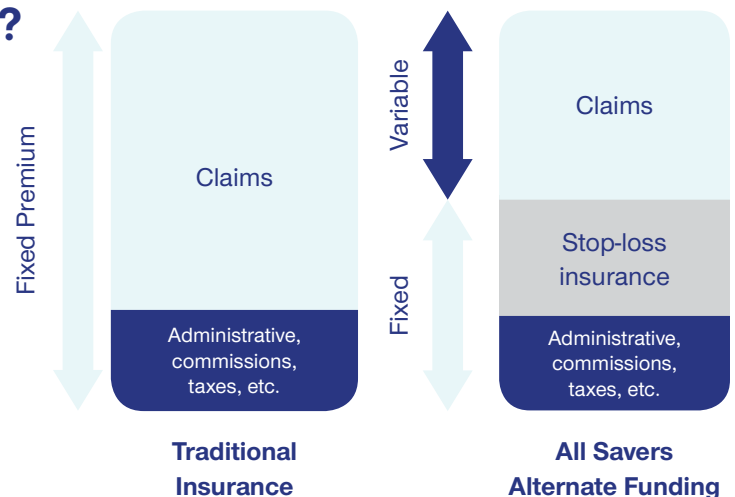 ?
Fixed Premium
Claims
Administrative,
commissions,
taxes, etc.
Traditional
Insurance
Variable
Fixed
Claims
Stop-loss
insurance
Administrative,
commissions,
taxes, etc.
All Savers
Alternate Funding